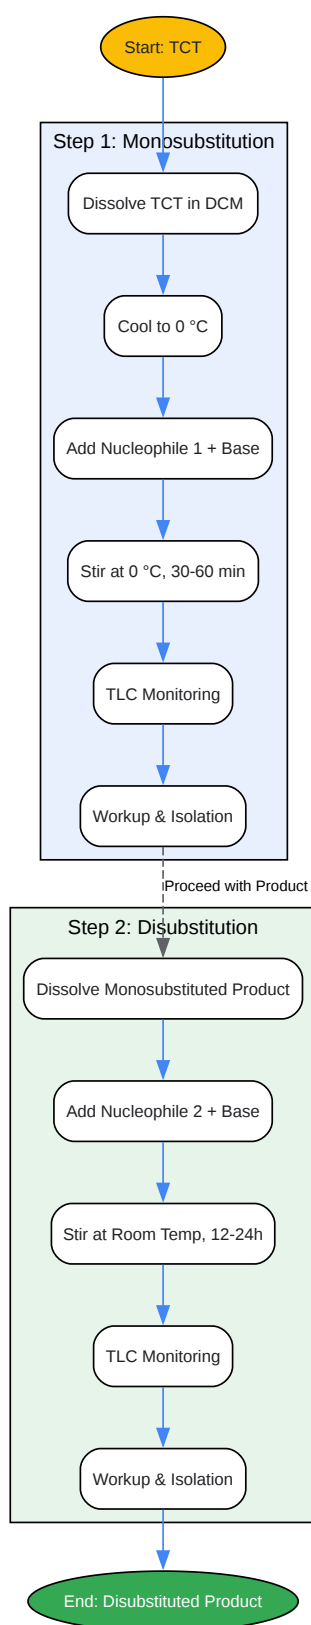 Start: TCT
Step 1: Monosubstitution
Dissolve TCT in DCM
Cool to 0 °C
Add Nucleophile 1 + Base
Stir at 0 °C, 30-60 min
TLC Monitoring
Workup & Isolation
Proceed with Product
Step 2: Disubstitution
Dissolve Monosubstituted Product
Add Nucleophile 2 + Base
Stir at Room Temp, 12-24h
TLC Monitoring
Workup & Isolation
End: Disubstituted Product